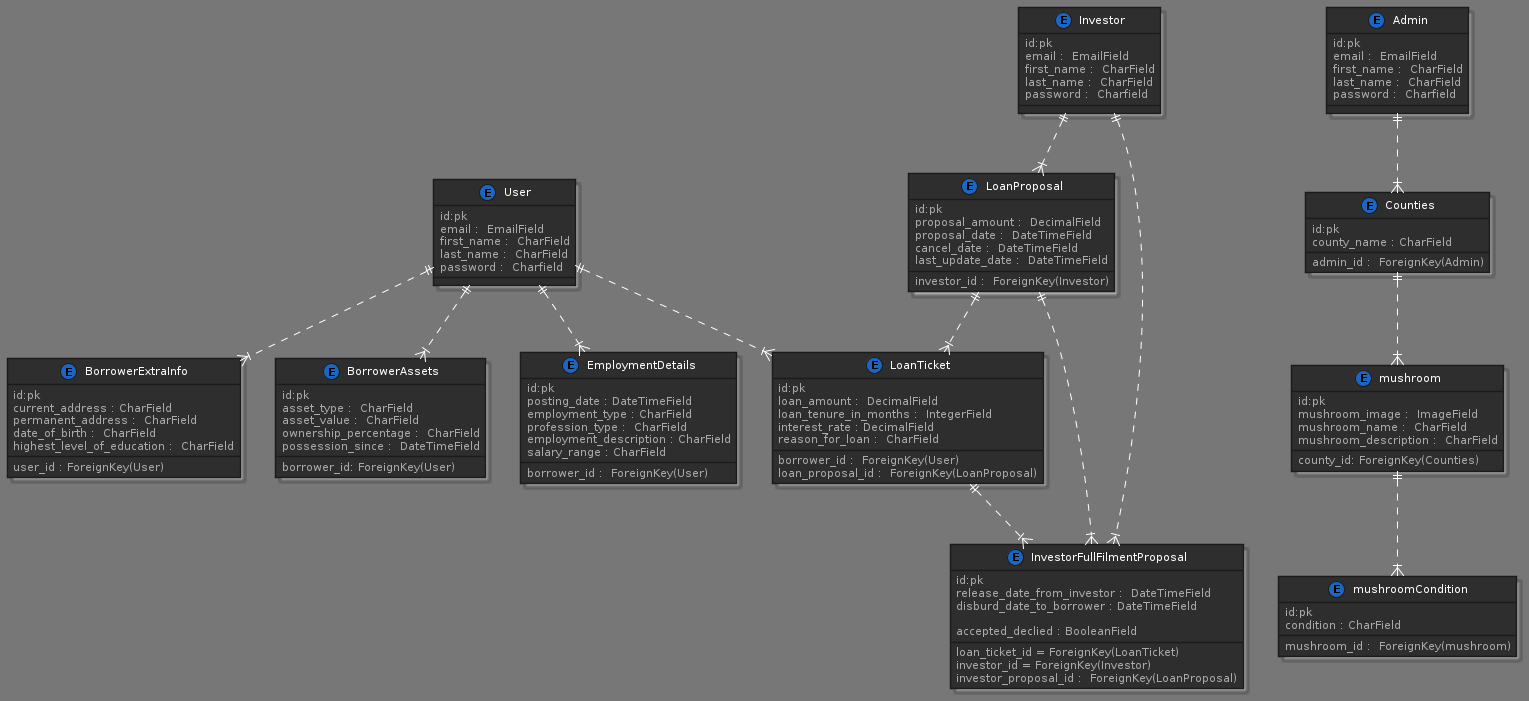 E Investor
id:pk
email : EmailField
first_name : CharField
last_name : CharField
password : Charfield
E Admin
id:pk
email : EmailField
first_name : CharField
last_name : CharField
password : Charfield
E User
id:pk
email : EmailField
first_name : CharField
last_name : CharField
password : Charfield
E LoanProposal
id:pk
proposal_amount : DecimalField
proposal_date : DateTimeField
cancel_date : DateTimeField
last_update_date : DateTimeField
investor_id : ForeignKey(Investor)
E Counties
id:pk
county_name : CharField
admin_id : ForeignKey(Admin)
E BorrowerExtraInfo
id:pk
current_address : CharField
permanent_address : CharField
date_of_birth : CharField
highest_level_of_education : CharField
user_id : ForeignKey(User)
E BorrowerAssets
id:pk
asset_type : CharField
asset_value : CharField
ownership_percentage : CharField
possession_since : DateTimeField
borrower_id: ForeignKey(User)
E EmploymentDetails
id:pk
posting_date : DateTimeField
employment_type : CharField
profession_type : CharField
employment_description : CharField
salary_range : CharField
borrower_id : ForeignKey(User)
E LoanTicket
id:pk
loan_amount : DecimalField
loan_tenure_in_months : IntegerField
interest_rate : DecimalField
reason_for_loan : CharField
borrower_id : ForeignKey(User)
loan_proposal_id : ForeignKey(LoanProposal)
E mushroom
id:pk
mushroom_image : ImageField
mushroom_name : CharField
mushroom_description : CharField
county_id: ForeignKey(Counties)
E InvestorFullFilmentProposal
id:pk
release_date_from_investor : DateTimeField
disburd_date_to_borrower : DateTimeField
accepted_declied : BooleanField
loan_ticket_id = ForeignKey(LoanTicket)
investor_id = ForeignKey(Investor)
investor_proposal_id : ForeignKey(LoanProposal)
E mushroomCondition
id:pk
condition : CharField
mushroom_id : ForeignKey(mushroom)